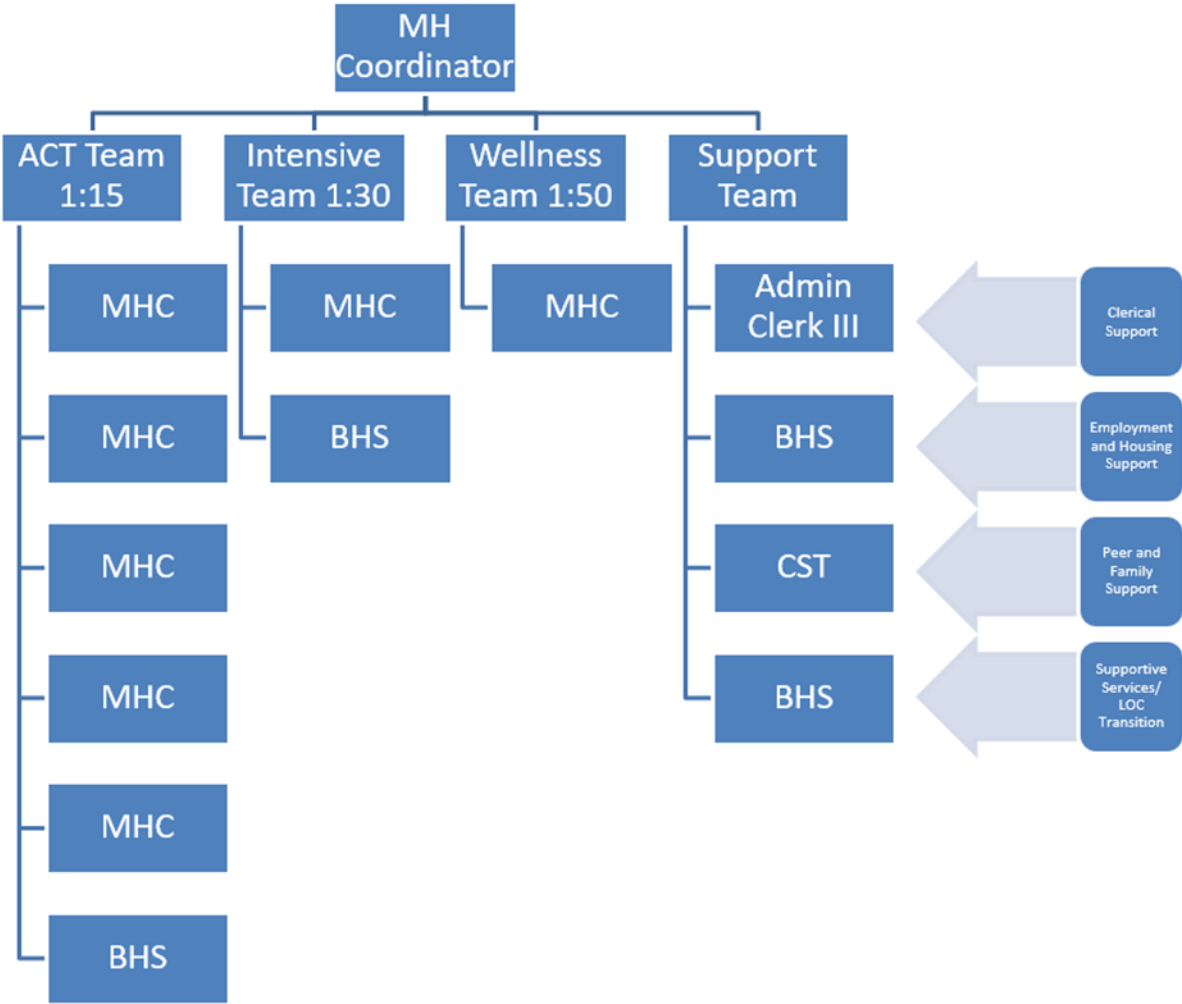 MH
Coordinator
ACT Team
1:15
Intensive
Team 1:30
Wellness
Team 1:50
Support
Team
MHC
MHC
MHC
MHC
MHC
BHS
MHC
BHS
MHC
Admin
Clerk III
BHS
CST
BHS
Clerical
Support
Employment
and Housing
Support
Peer and
Family
Support
Supportive
Services/
LOC
Transition